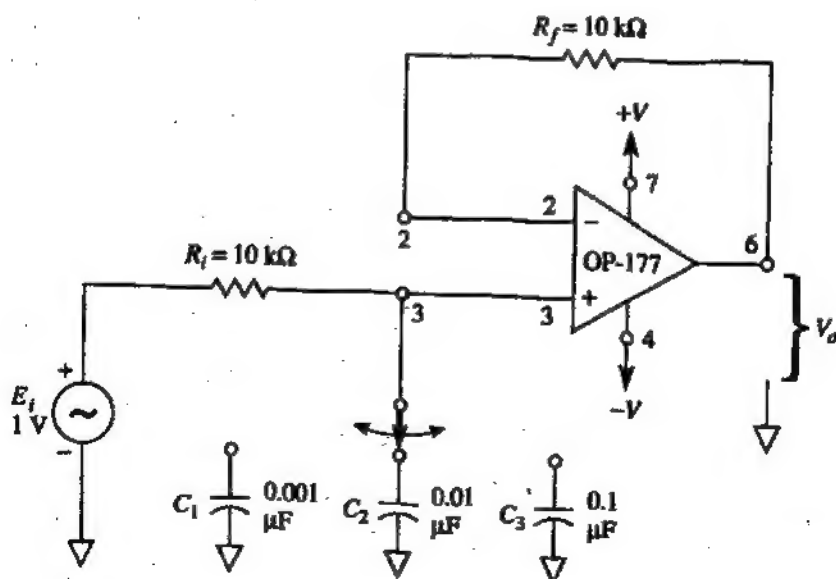 R_f = 10 kΩ
+V
7
2
2
−
6
OP-177
R_i = 10 kΩ
3
3
+
4
V_o
+
E_i
1 V
−
−V
C_1
0.001
μF
C_2
0.01
μF
C_3
0.1
μF